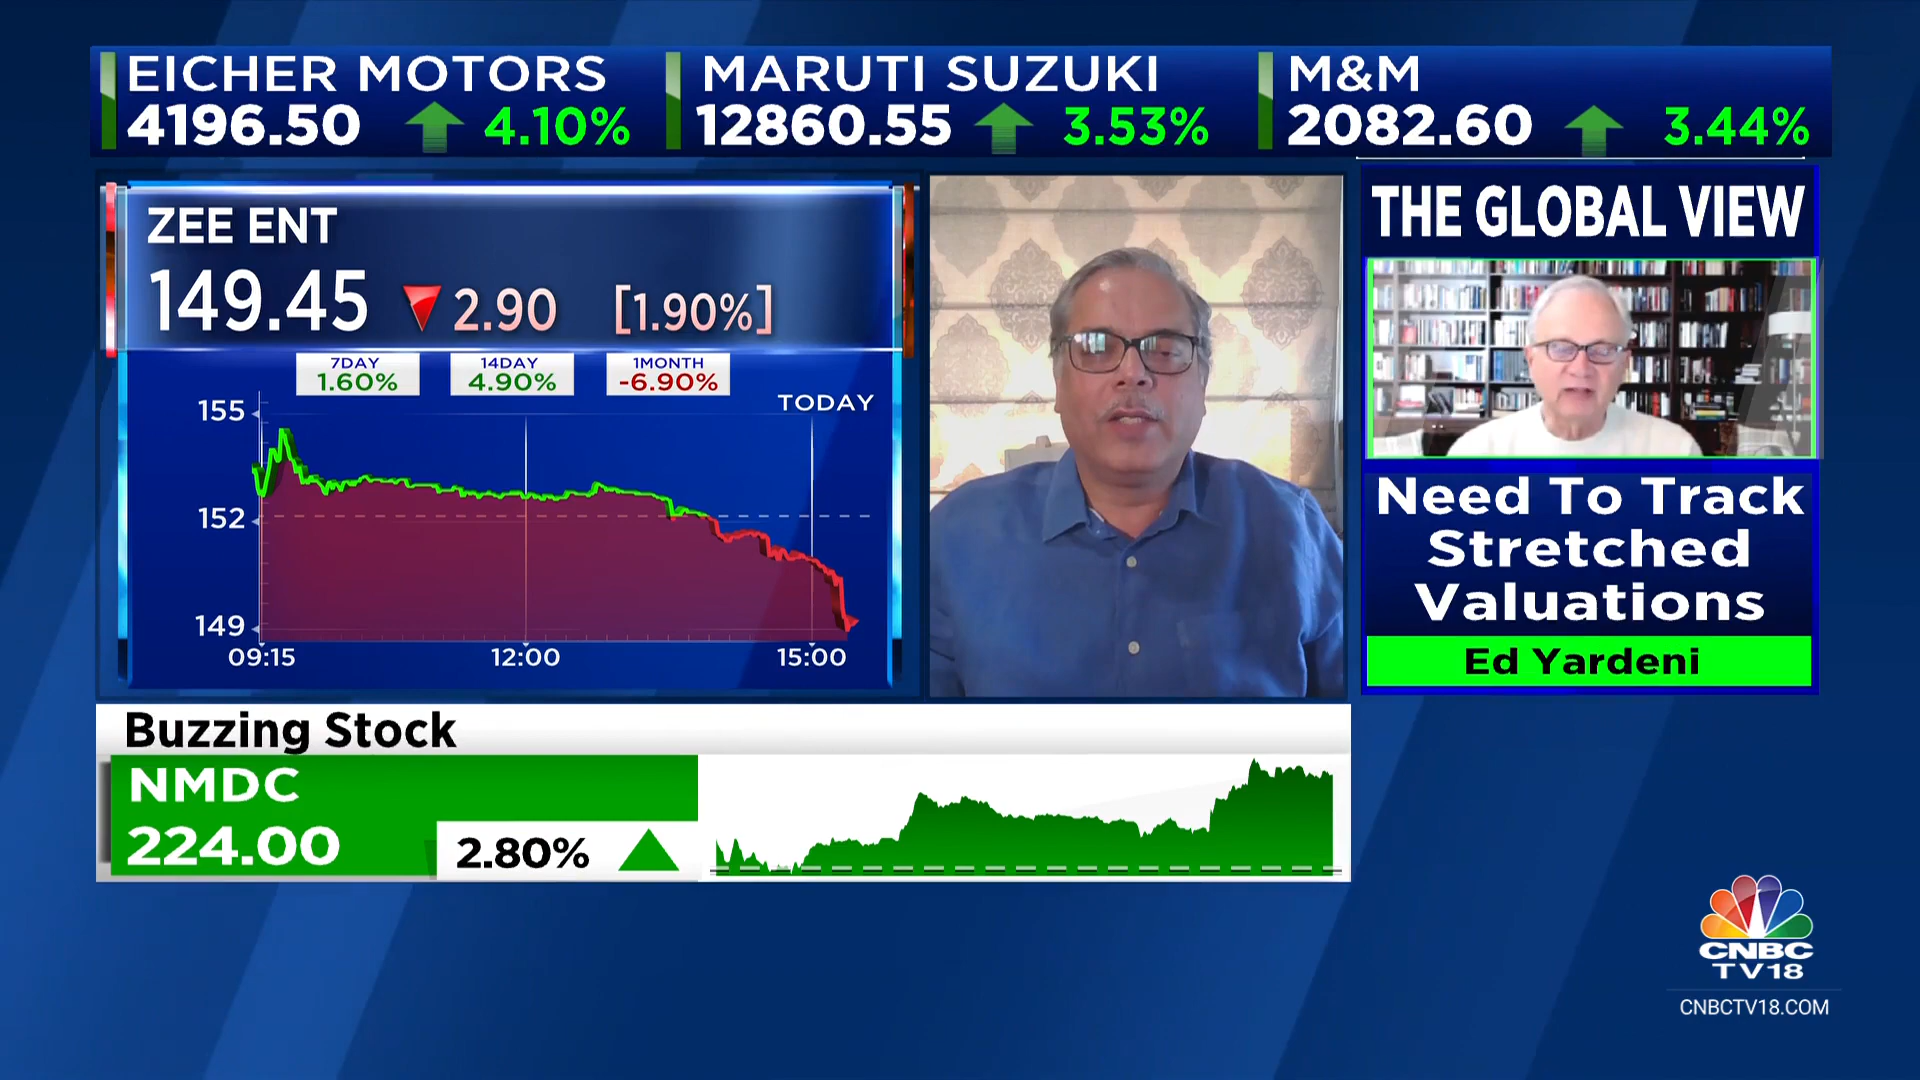 EICHER MOTORS
4196.50 4.10%
MARUTI SUZUKI
12860.55 3.53%
M&M
2082.60 3.44%
ZEE ENT
149.45 2.90 [1.90%]
7DAY
1.60%
14DAY
4.90%
1MONTH
-6.90%
TODAY
155
152
149
09:15 12:00 15:00
THE GLOBAL VIEW
Need To Track
Stretched
Valuations
Ed Yardeni
Buzzing Stock
NMDC
224.00
2.80%
CNBC
TV18
CNBCTV18.COM